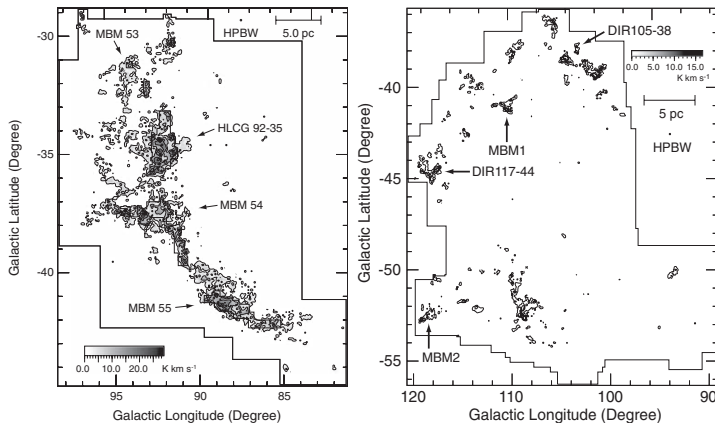 MBM 53
HPBW
5.0 pc
HLCG 92-35
MBM 54
MBM 55
0.0 10.0 20.0
K km s-1
-30
-35
-40
Galactic Latitude (Degree)
95 90 85
Galactic Longitude (Degree)
DIR105-38
0.0 5.0 10.0 15.0
K km s-1
5 pc
MBM1
HPBW
DIR117-44
MBM2
-40
-45
-50
-55
Galactic Latitude (Degree)
120 110 100 90
Galactic Longitude (Degree)